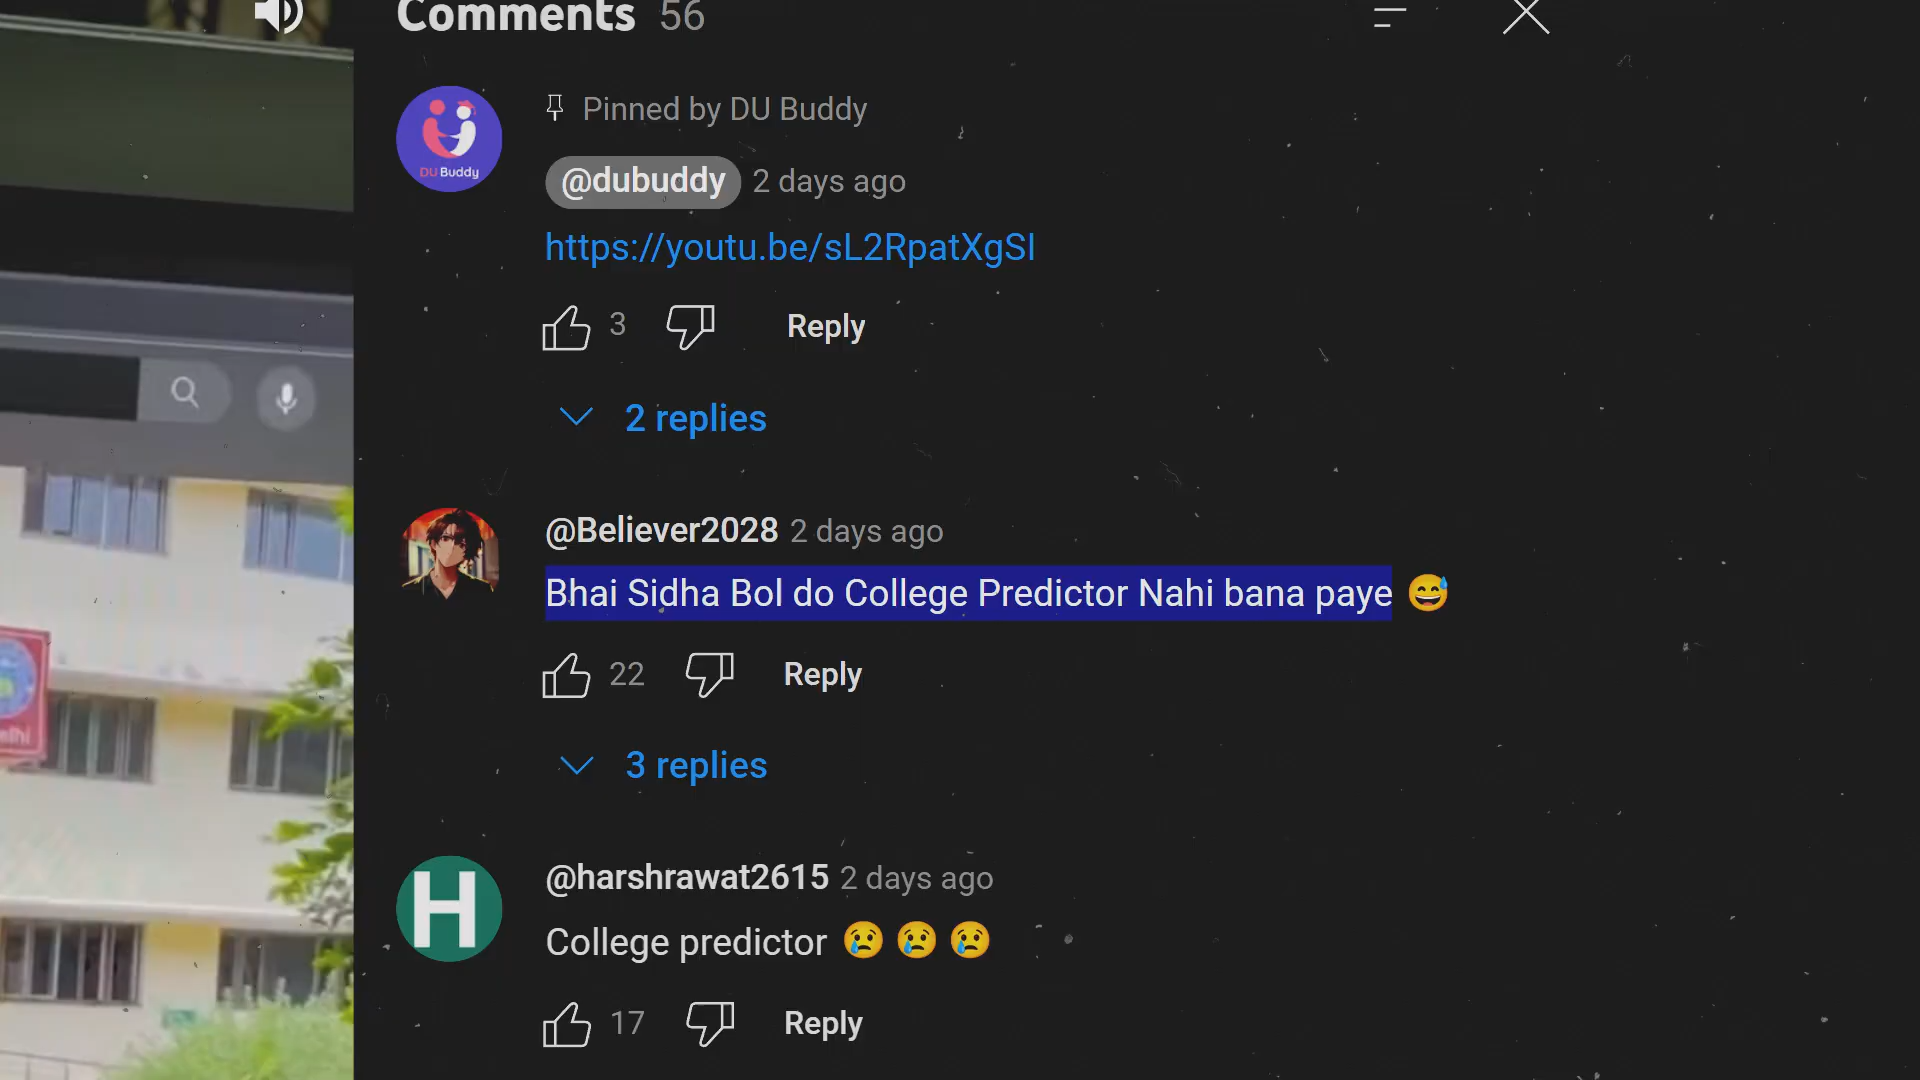 Comments 56
DU Buddy
Pinned by DU Buddy
@dubuddy 2 days ago
https://youtu.be/sL2RpatXgSI
3 Reply
2 replies
@Believer2028 2 days ago
Bhai Sidha Bol do College Predictor Nahi bana paye 😅
22 Reply
3 replies
H
@harshrawat2615 2 days ago
College predictor 😢 😢 😢
17 Reply